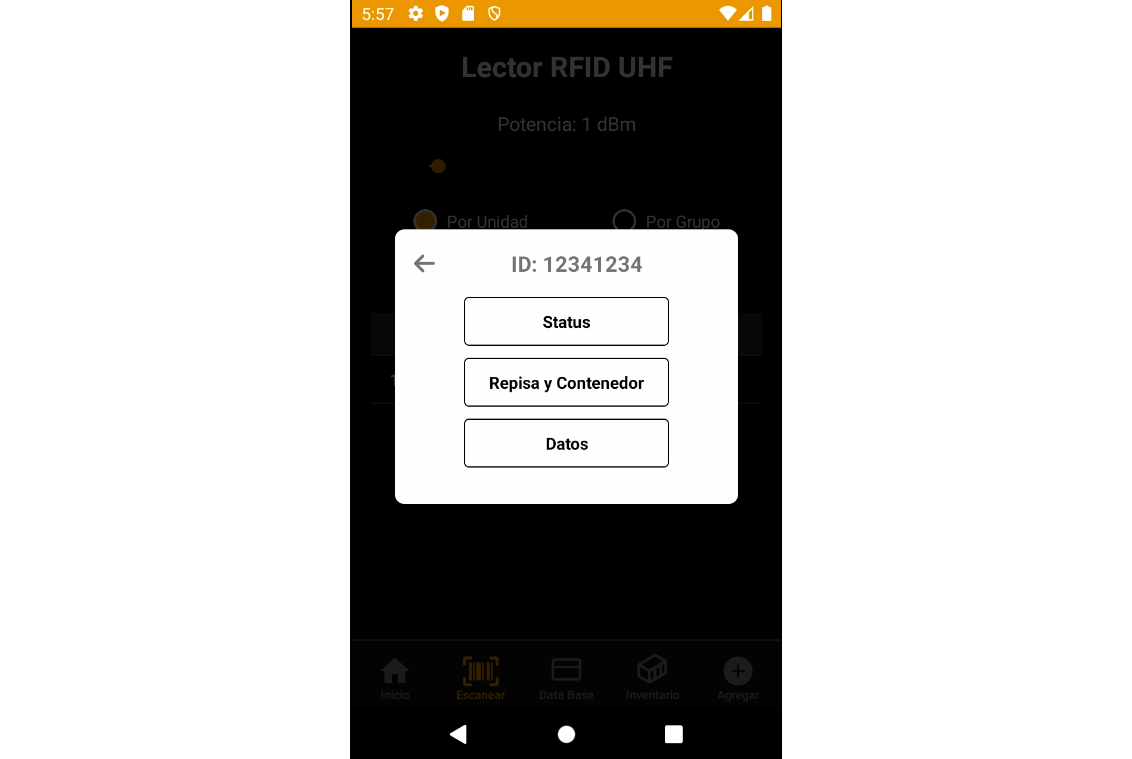 5:57
Lector RFID UHF
Potencia: 1 dBm
Por Unidad Por Grupo
ID: 12341234
Status
Repisa y Contenedor
Datos
Inicio Escanear Data Base Inventario Agregar